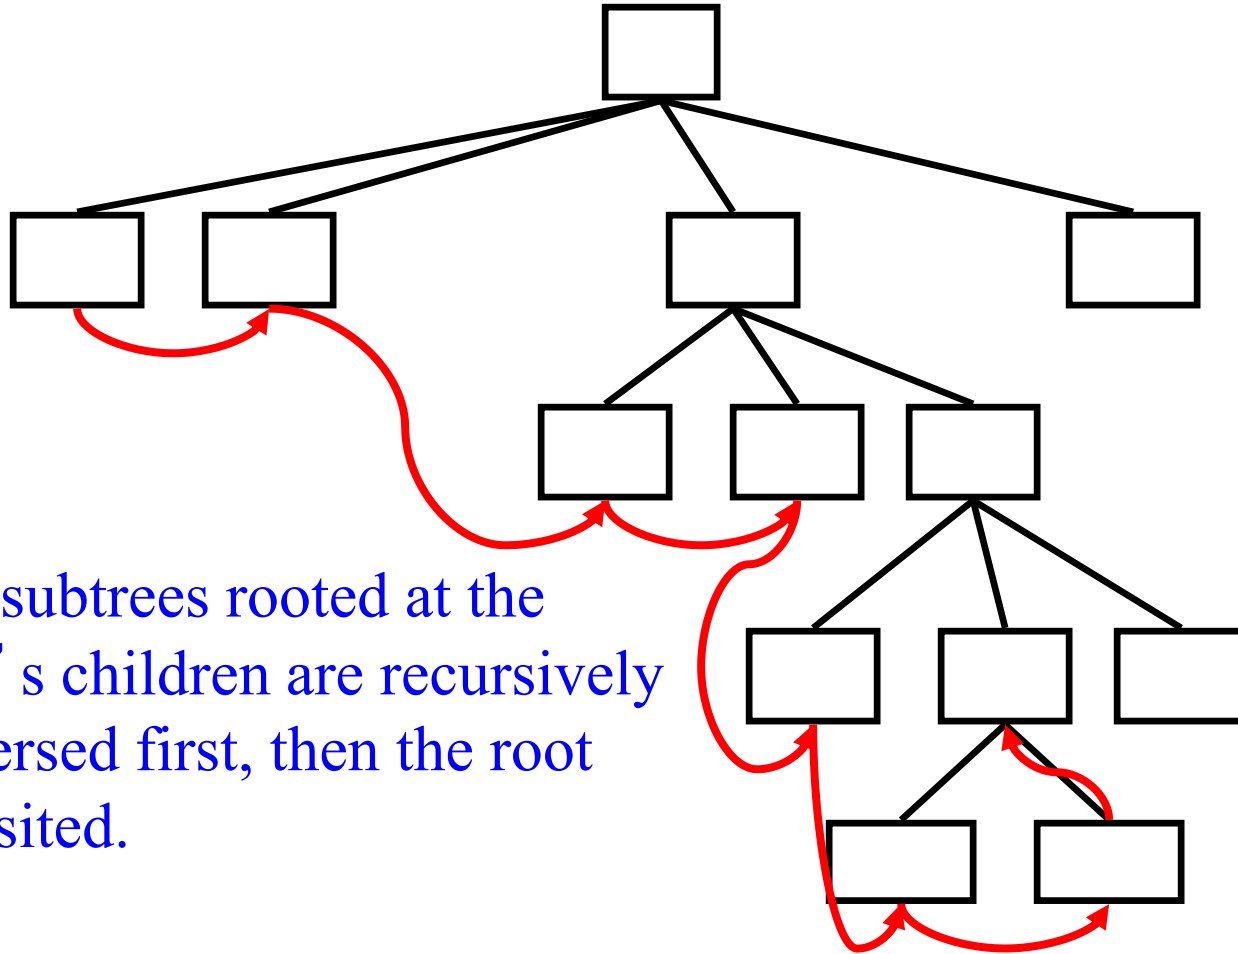 subtrees rooted at the
’ s children are recursively
ersed first, then the root
sited.